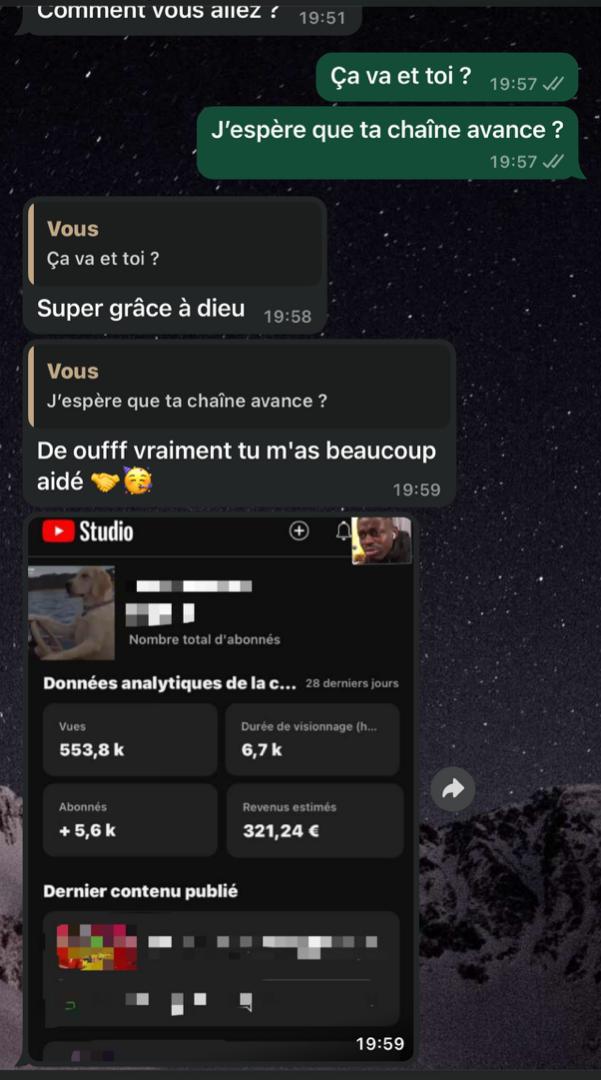 Comment vous allez ? 19:51
Ça va et toi ? 19:57
J'espère que ta chaîne avance ?
19:57
Vous
Ça va et toi ?
Super grâce à dieu 19:58
Vous
J'espère que ta chaîne avance ?
De oufff vraiment tu m'as beaucoup
aidé 🤝🥳 19:59
Studio
Nombre total d'abonnés
Données analytiques de la c... 28 derniers jours
Vues
553,8 k
Durée de visionnage (h...
6,7 k
Abonnés
+ 5,6 k
Revenus estimés
321,24 €
Dernier contenu publié
19:59